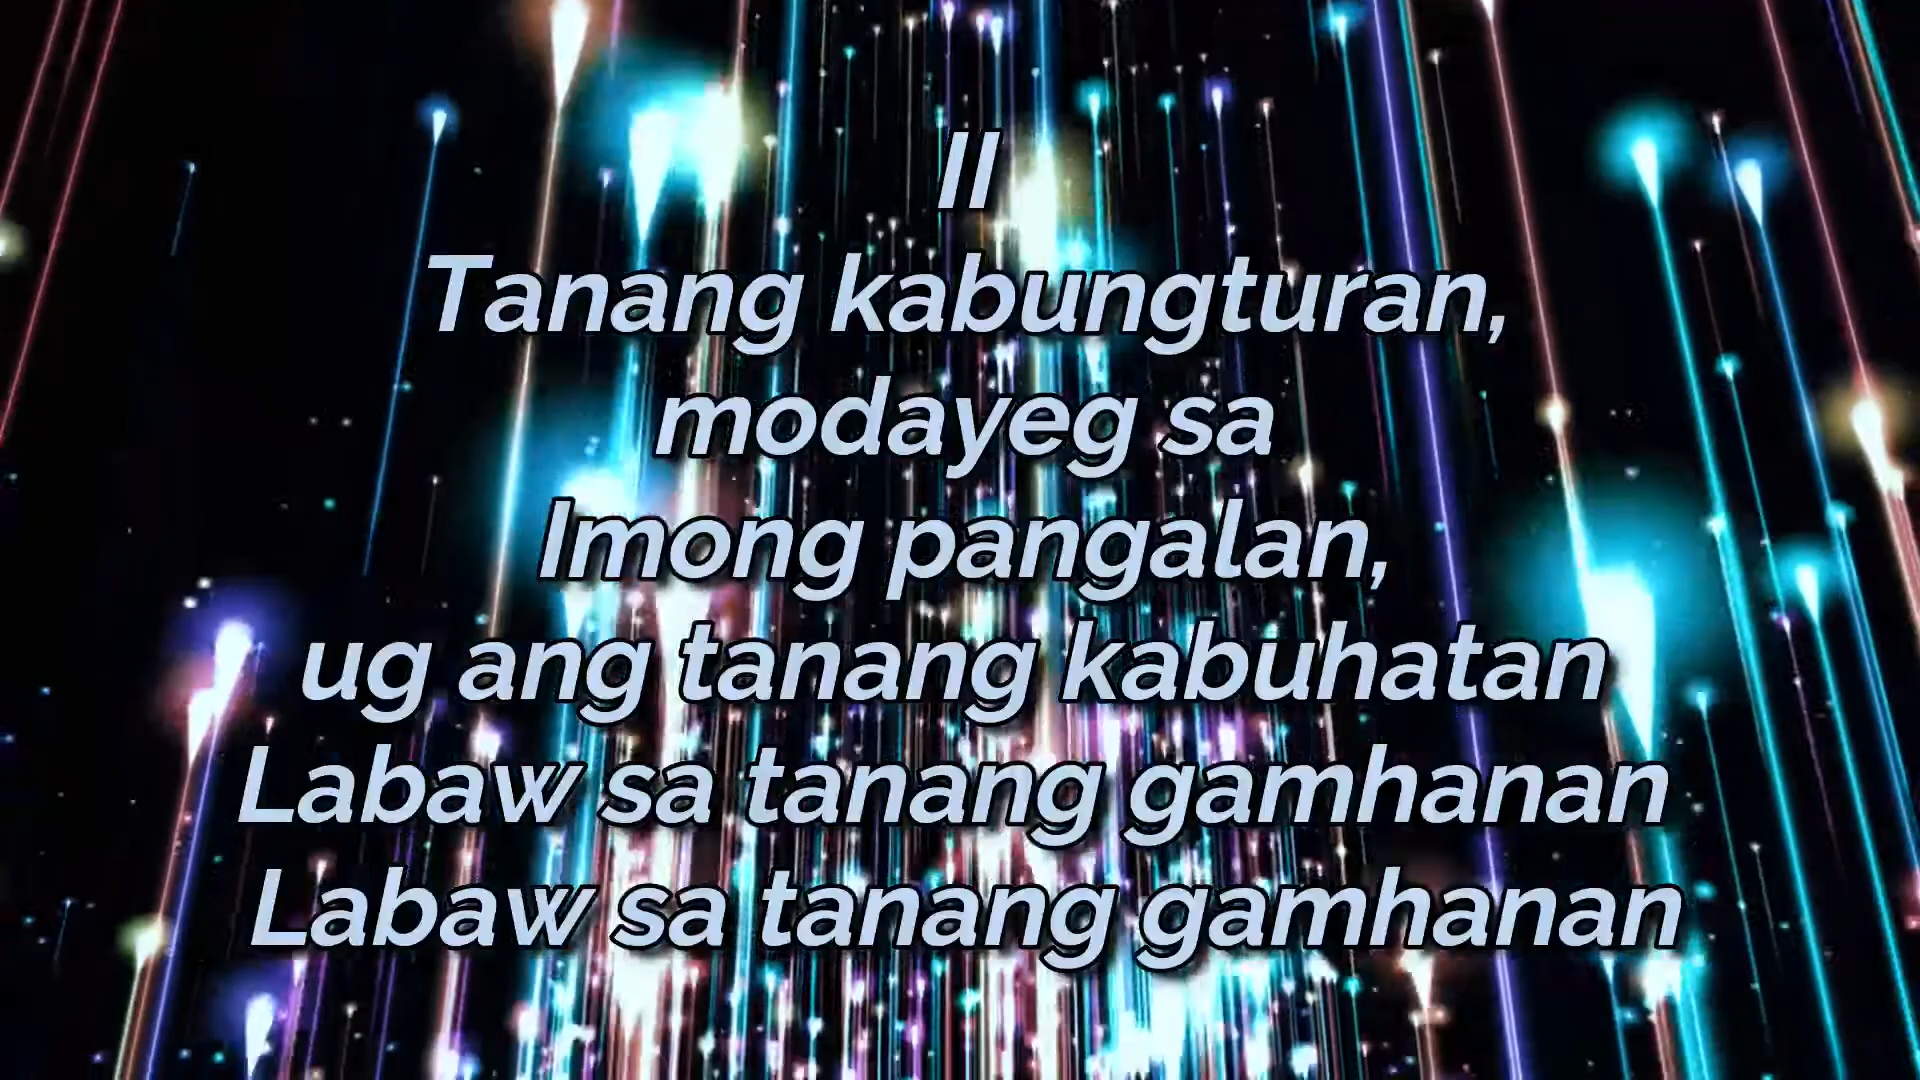 II
Tanang kabungturan,
modayeg sa
Imong pangalan,
ug ang tanang kabuhatan
Labaw sa tanang gamhanan
Labaw sa tanang gamhanan